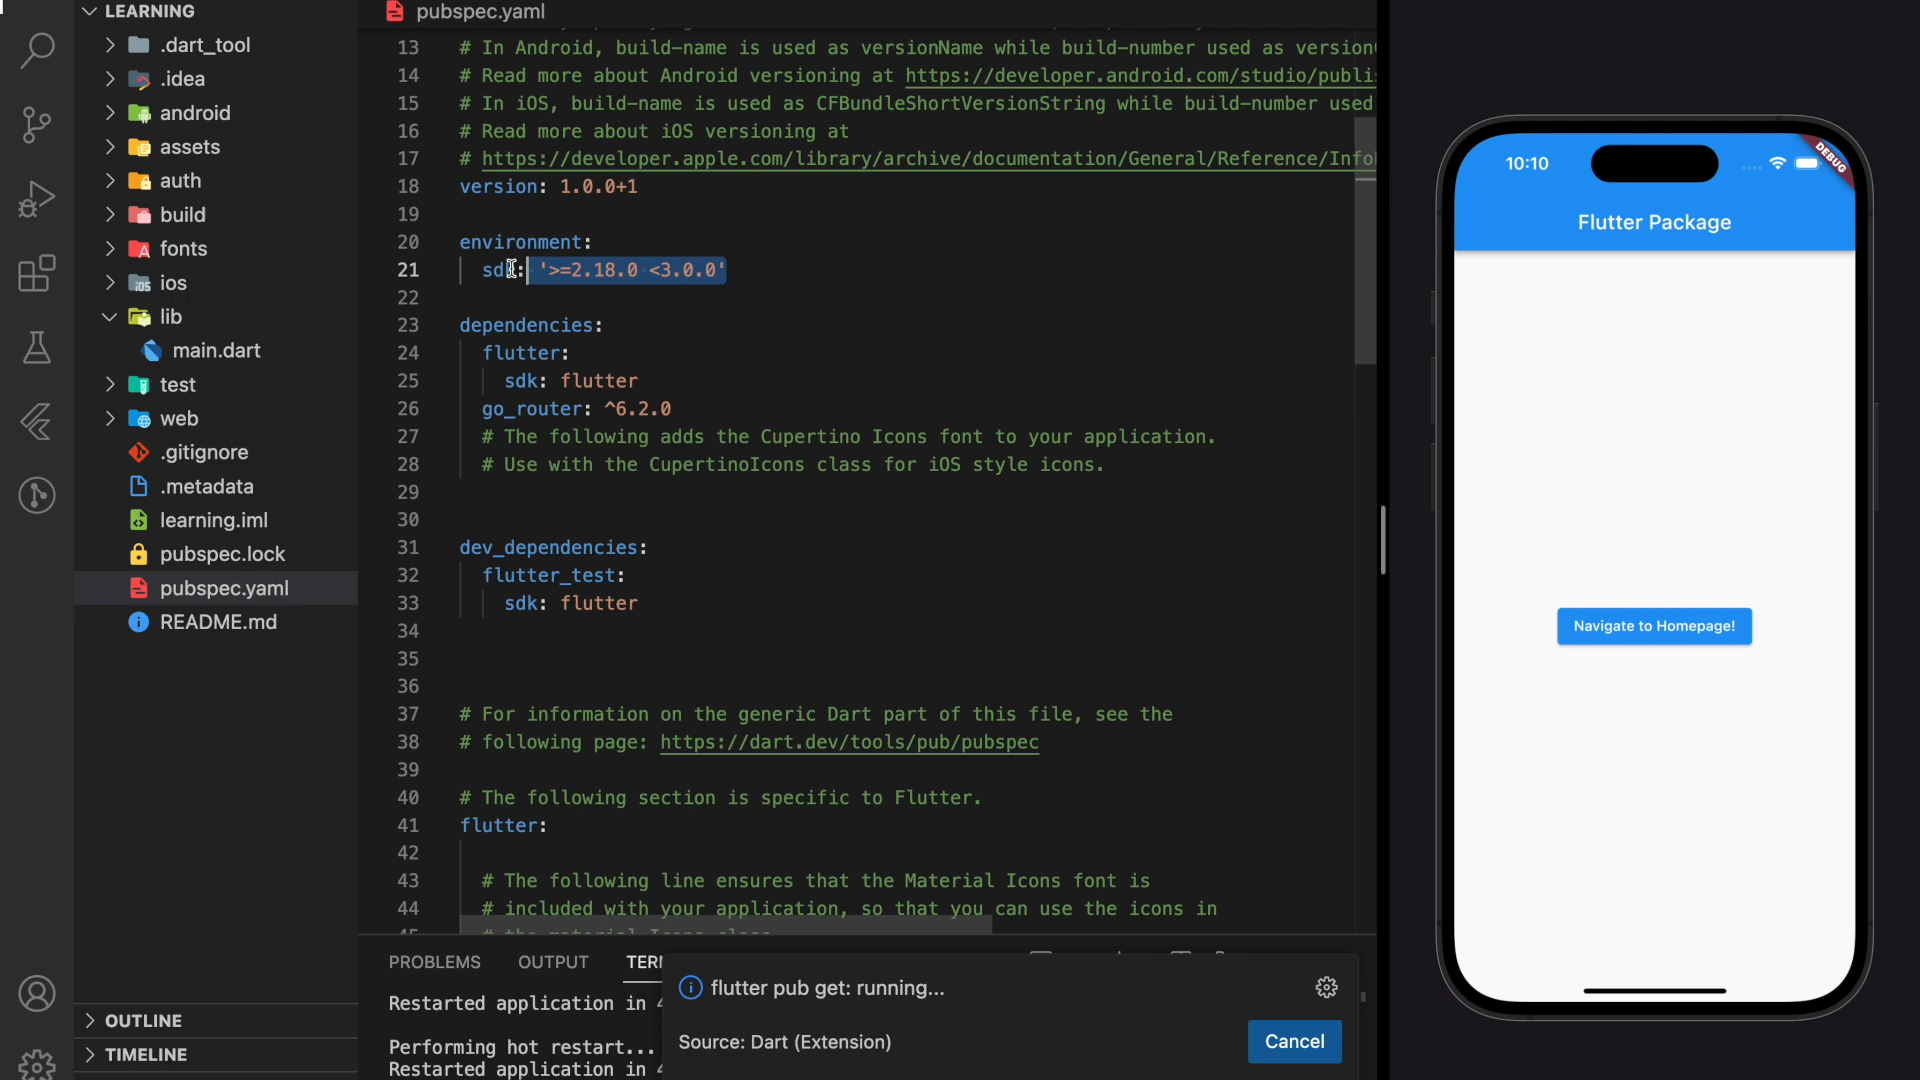 LEARNING
.dart_tool
.idea
android
assets
auth
build
fonts
ios
lib
main.dart
test
web
.gitignore
.metadata
learning.iml
pubspec.lock
pubspec.yaml
README.md
OUTLINE
TIMELINE
pubspec.yaml
13 # In Android, build-name is used as versionName while build-number used as version
14 # Read more about Android versioning at https://developer.android.com/studio/publi
15 # In iOS, build-name is used as CFBundleShortVersionString while build-number used
16 # Read more about iOS versioning at
17 # https://developer.apple.com/library/archive/documentation/General/Reference/Info
18 version: 1.0.0+1
19
20 environment:
21 sdk: '>=2.18.0 <3.0.0'
22
23 dependencies:
24 flutter:
25 sdk: flutter
26 go_router: ^6.2.0
27 # The following adds the Cupertino Icons font to your application.
28 # Use with the CupertinoIcons class for iOS style icons.
29
30
31 dev_dependencies:
32 flutter_test:
33 sdk: flutter
34
35
36
37 # For information on the generic Dart part of this file, see the
38 # following page: https://dart.dev/tools/pub/pubspec
39
40 # The following section is specific to Flutter.
41 flutter:
42
43 # The following line ensures that the Material Icons font is
44 # included with your application, so that you can use the icons in
45 # the material Icons class
PROBLEMS OUTPUT TERM
Restarted application in 4
Performing hot restart...
Restarted application in 4
flutter pub get: running...
Source: Dart (Extension)
Cancel
10:10
DEBUG
Flutter Package
Navigate to Homepage!